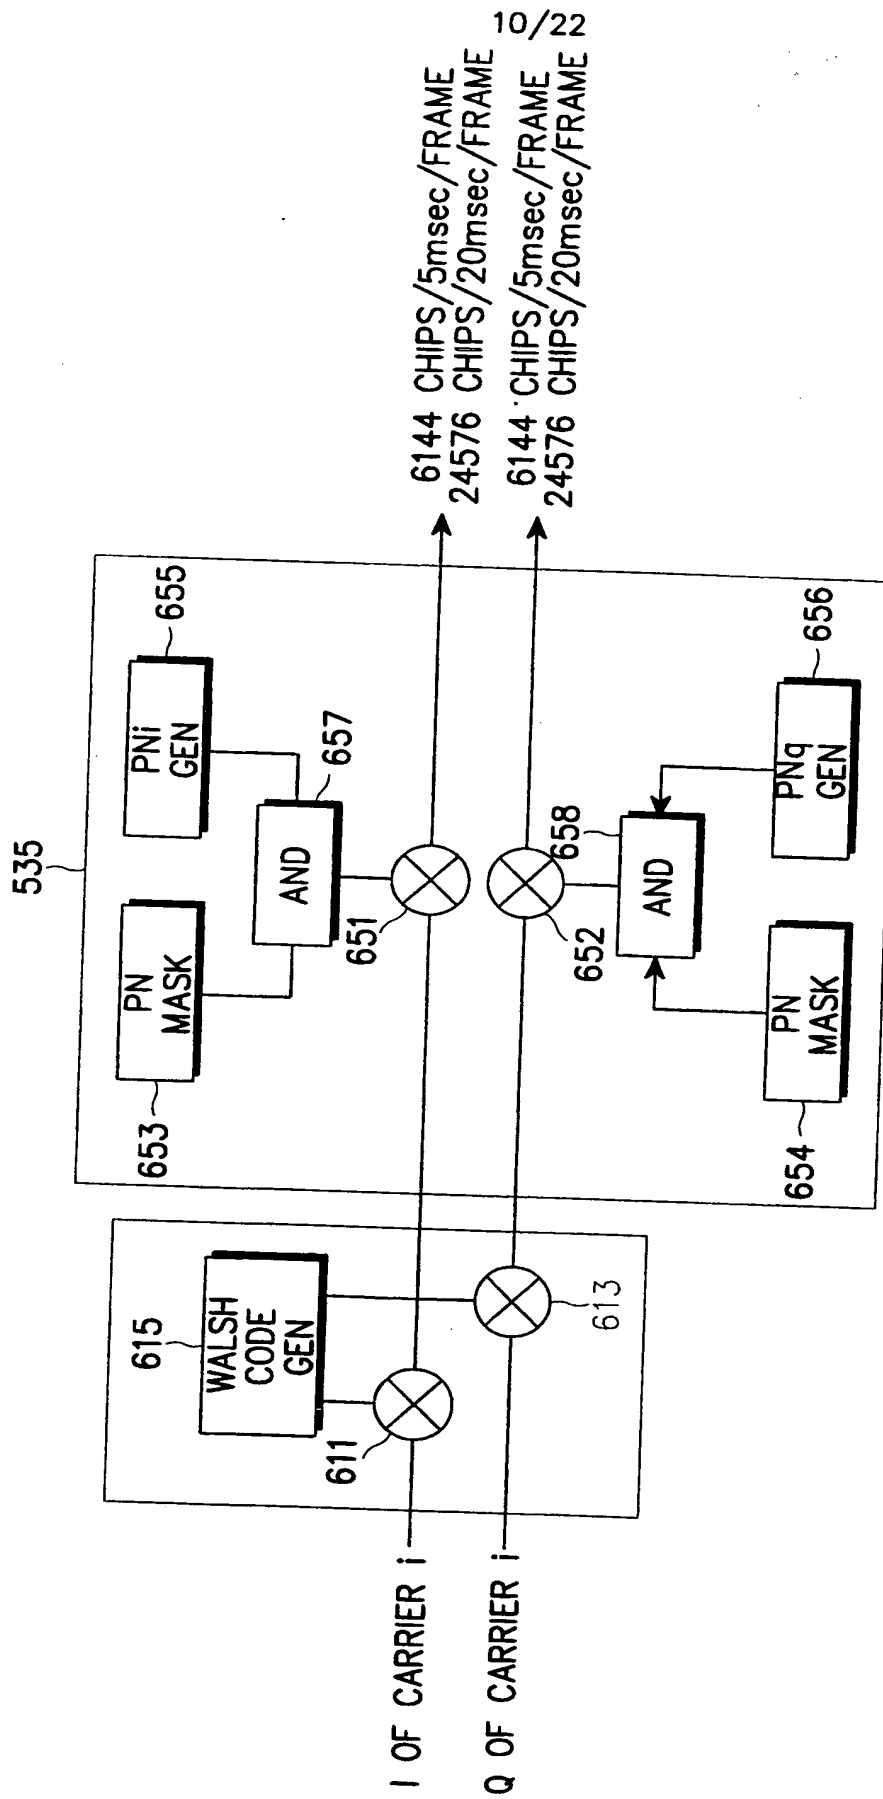 10/22
535
PN
MASK
653
PNi
GEN
655
AND
657
651
6144 CHIPS/5msec/FRAME
24576 CHIPS/20msec/FRAME
615
WALSH
CODE
GEN
611
613
I OF CARRIER i
Q OF CARRIER i
652
658
AND
6144 CHIPS/5msec/FRAME
24576 CHIPS/20msec/FRAME
PN
MASK
654
PNq
GEN
656